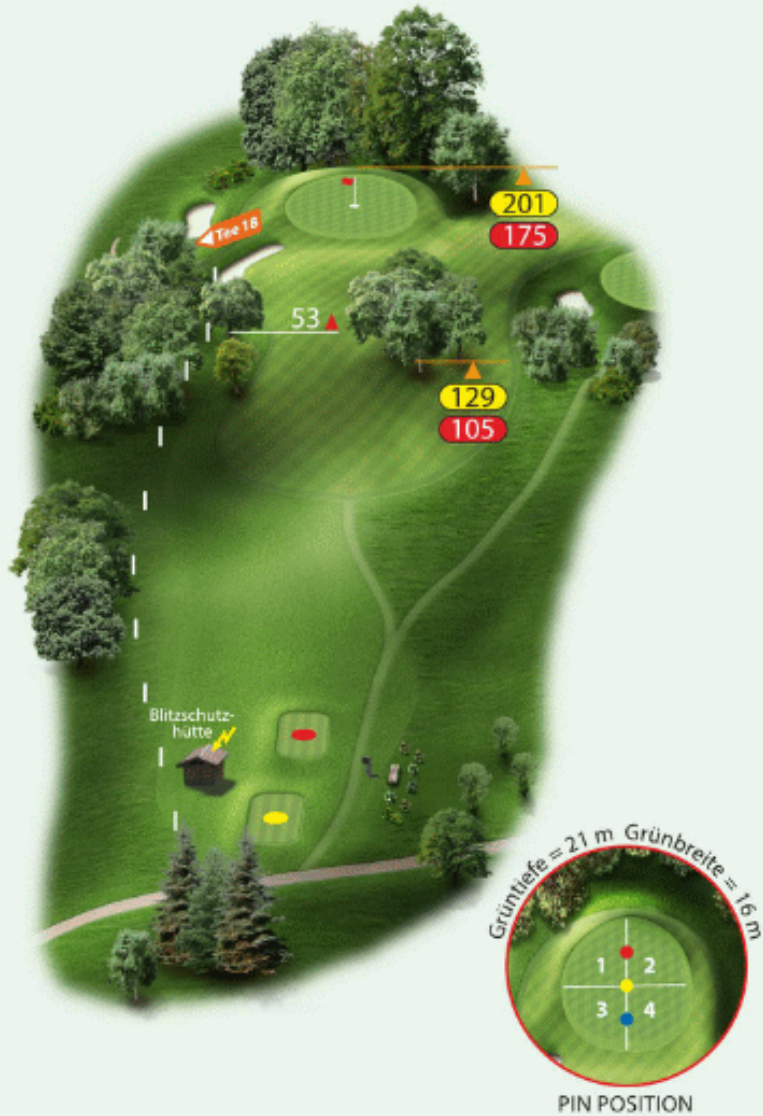 201
175
Tee 18
53
129
105
Blitzschutz-
hütte
Grüntiefe = 21 m Grünbreite = 16 m
1 2
3 4
PIN POSITION